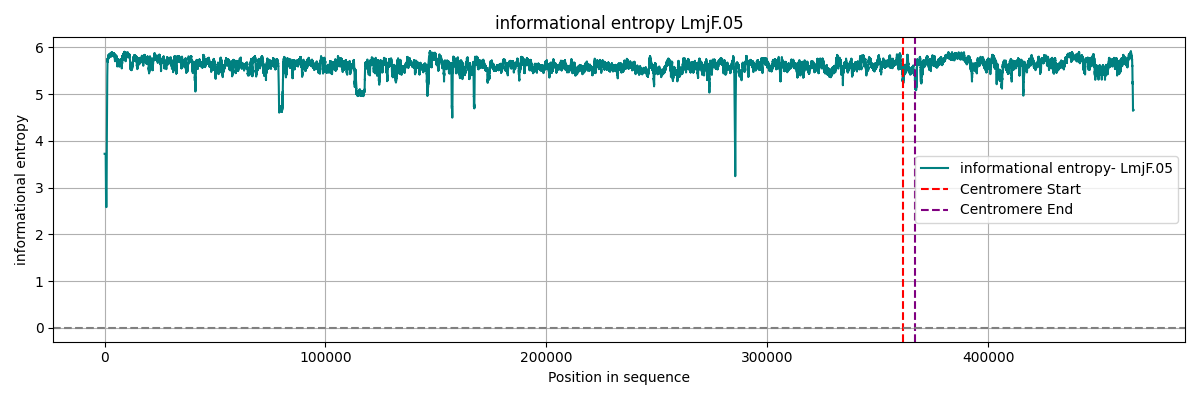 informational entropy LmjF.05
informational entropy
6
5
4
3
2
1
0
informational entropy- LmjF.05
Centromere Start
Centromere End
0
100000
200000
300000
400000
Position in sequence